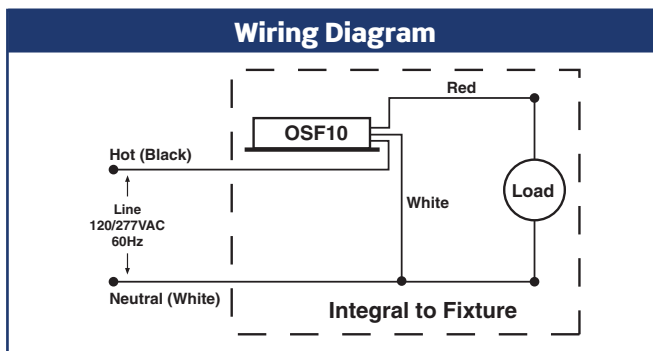 Wiring Diagram
Red
OSF10
Hot (Black)
Load
Line
120/277VAC
60Hz
White
Neutral (White)
Integral to Fixture